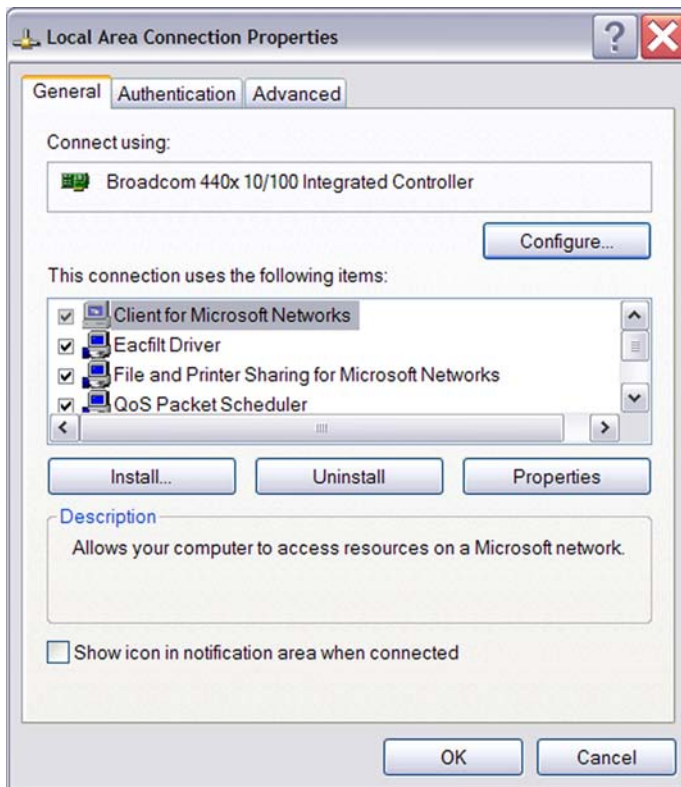 Local Area Connection Properties
?
General Authentication Advanced
Connect using:
Broadcom 440x 10/100 Integrated Controller
Configure...
This connection uses the following items:
Client for Microsoft Networks
Eacfilt Driver
File and Printer Sharing for Microsoft Networks
QoS Packet Scheduler
Install... Uninstall Properties
Description
Allows your computer to access resources on a Microsoft network.
Show icon in notification area when connected
OK Cancel